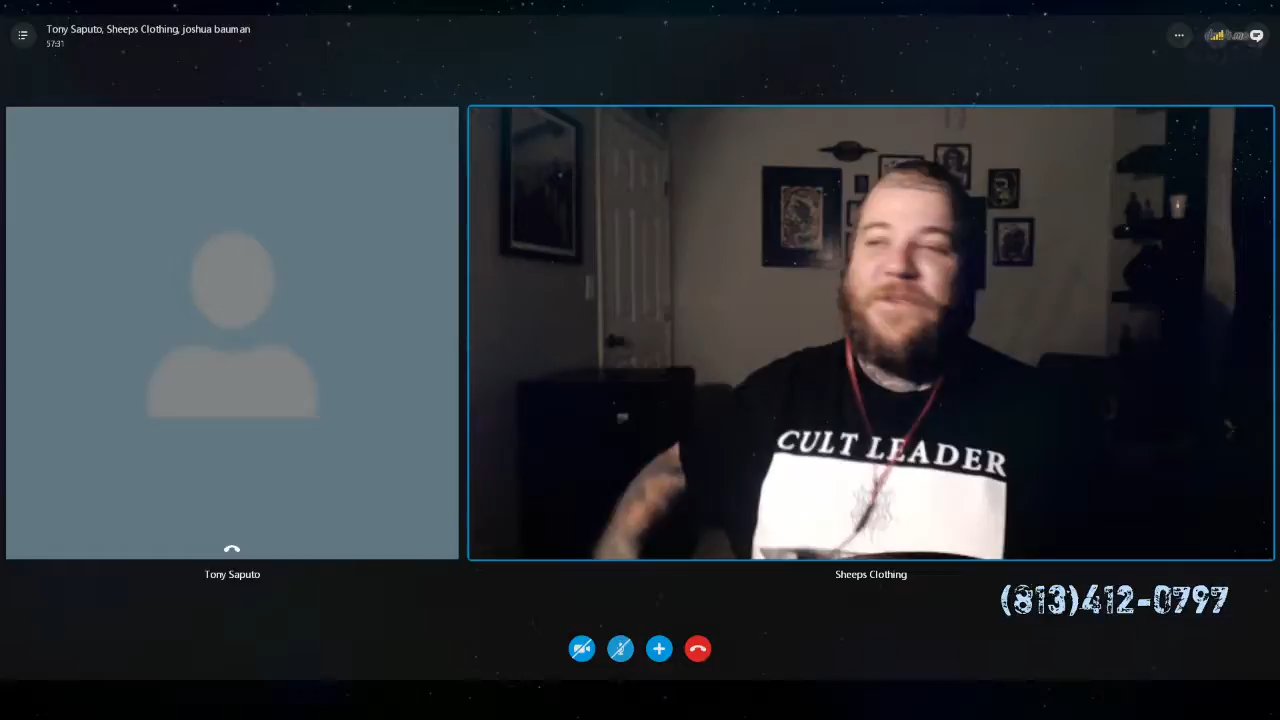 Tony Saputo, Sheeps Clothing, joshua bauman
57:31
CULT LEADER
Tony Saputo
Sheeps Clothing
(813)412-0797